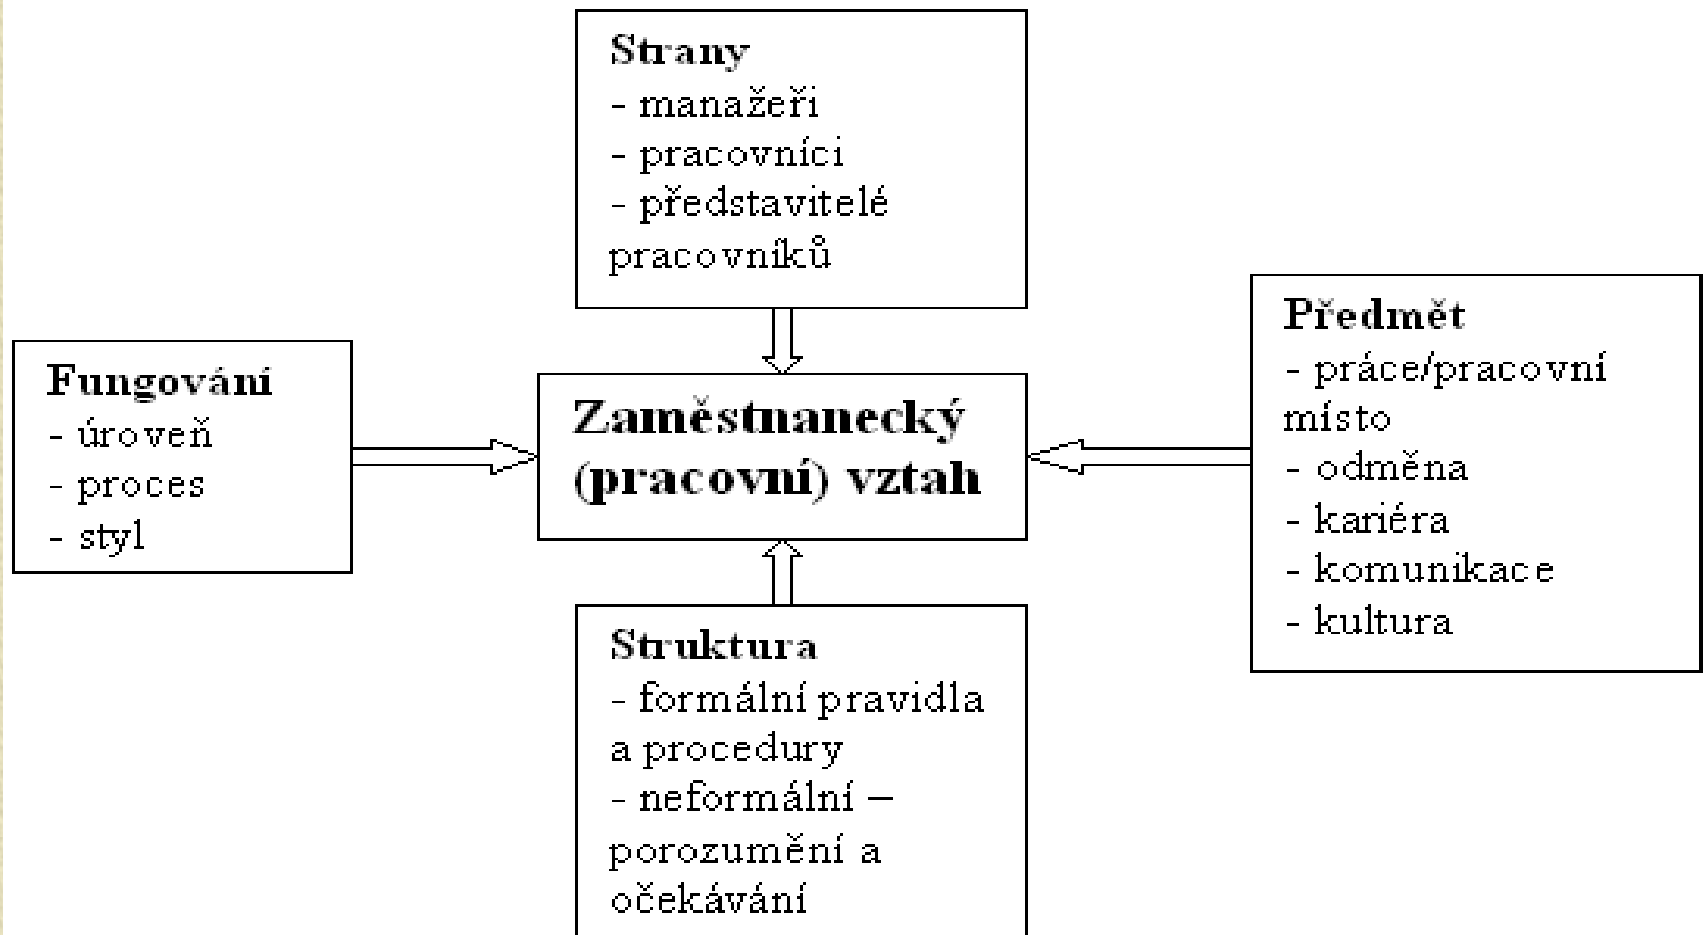 Strany
- manažeři
- pracovníci
- představitelé
pracovníků
Fungování
- úroveň
- proces
- styl
Zaměstnanecký
(pracovní) vztah
Předmět
- práce/pracovní
místo
- odměna
- kariéra
- komunikace
- kultura
Struktura
- formální pravidla
a procedury
- neformální –
porozumění a
očekávání